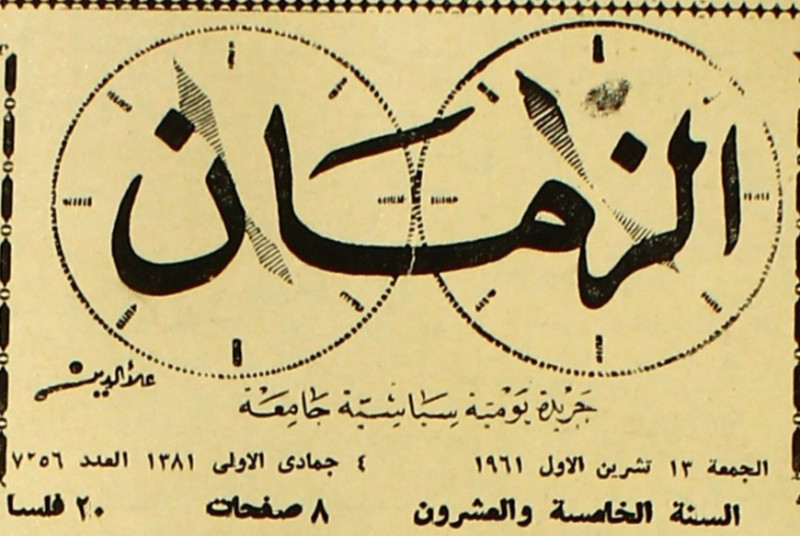 الزمان
علاء الدين
جريدة يومية سياسية جامعة
الجمعة ١٣ تشرين الاول ١٩٦١ ٤ جمادى الاولى ١٣٨١ العدد ٧٢٥٦
السنة الخامسة والعشرون ٨ صفحات ٢٠ فلسا